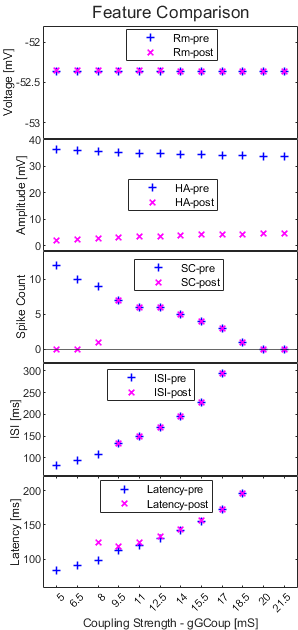 Feature Comparison
Voltage [mV]
-52
-52.5
-53
Rm-pre
Rm-post
Amplitude [mV]
40
30
20
10
0
HA-pre
HA-post
Spike Count
10
5
0
SC-pre
SC-post
ISI [ms]
300
250
200
150
100
ISI-pre
ISI-post
Latency [ms]
200
150
100
Latency-pre
Latency-post
5 6.5 8 9.5 11 12.5 14 15.5 17 18.5 20 21.5
Coupling Strength - gGCoup [mS]